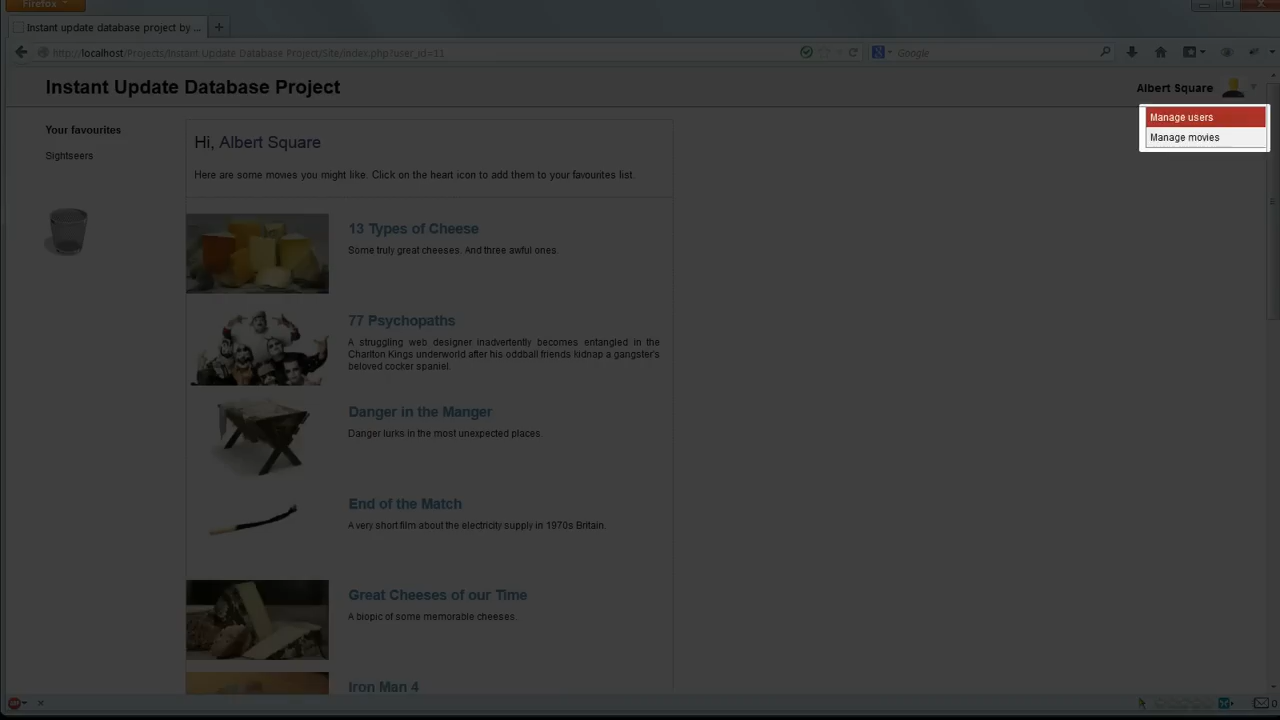 Firefox
Instant update database project by ...
http://localhost/Projects/Instant Update Database Project/Site/index.php?user_id=11
Google
Instant Update Database Project
Albert Square
Manage users
Manage movies
Your favourites
Sightseers
Hi, Albert Square
Here are some movies you might like. Click on the heart icon to add them to your favourites list.
13 Types of Cheese
Some truly great cheeses. And three awful ones.
77 Psychopaths
A struggling web designer inadvertently becomes entangled in the
Charlton Kings underworld after his oddball friends kidnap a gangster's
beloved cocker spaniel.
Danger in the Manger
Danger lurks in the most unexpected places.
End of the Match
A very short film about the electricity supply in 1970s Britain.
Great Cheeses of our Time
A biopic of some memorable cheeses.
Iron Man 4